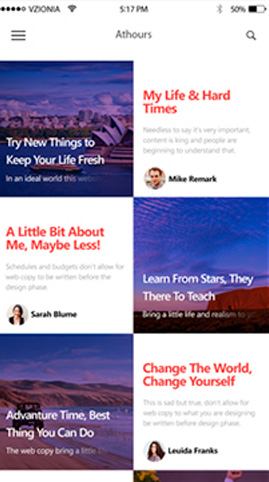 VZIONIA
5:17 PM
50%
Athours
Try New Things to
Keep Your Life Fresh
In an ideal world this web
My Life & Hard
Times
Needless to say it's very important,
content is king and people are
beginning to understand that.
Mike Remark
A Little Bit About
Me, Maybe Less!
Schedules and budgets don't allow for
web copy to be written before the
design phase.
Sarah Blume
Learn From Stars, They
There To Teach
Bring a little life and realism to
Advanture Time, Best
Thing You Can Do
The web copy bring a little
Change The World,
Change Yourself
This is sad but true, don't allow for
web copy to what you are designing
be written before the design phase.
Leuida Franks